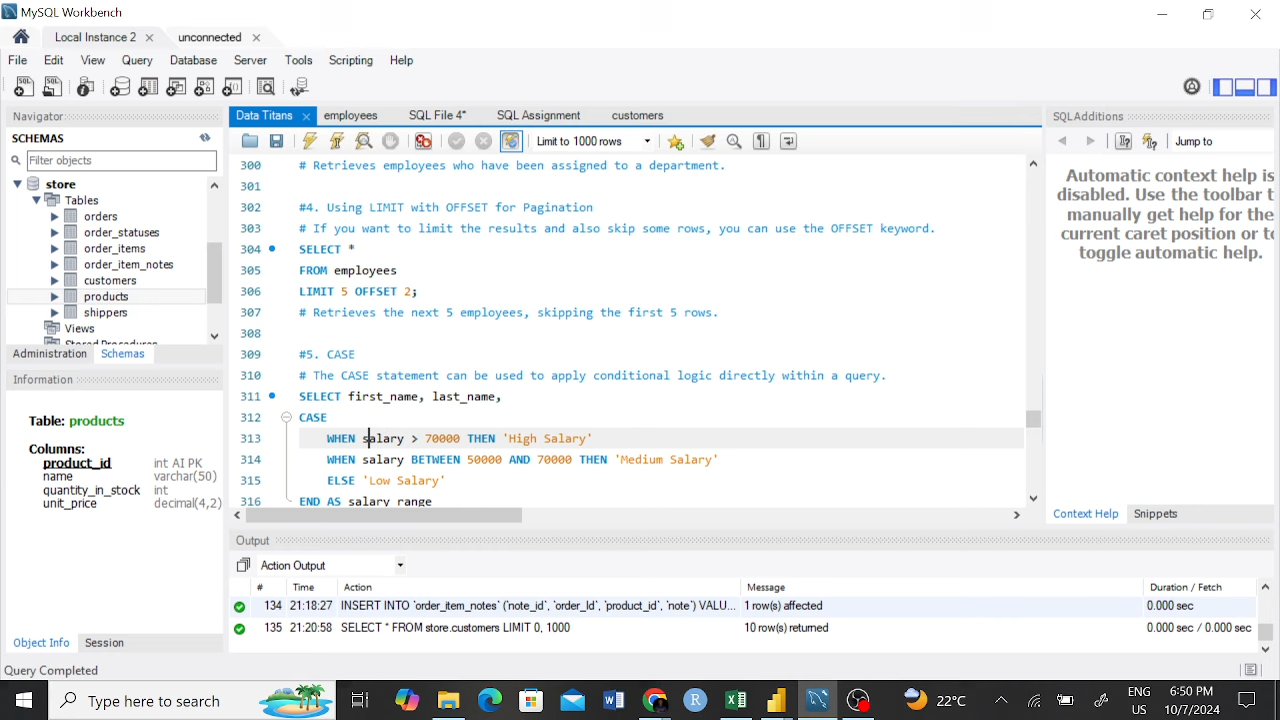 MySQL Workbench
Local Instance 2
unconnected
File Edit View Query Database Server Tools Scripting Help
Navigator
SCHEMAS
Filter objects
store
Tables
orders
order_statuses
order_items
order_item_notes
customers
products
shippers
Views
Stored Procedures
Administration Schemas
Information
Table: products
Columns:
product_id int AI PK
name varchar(50)
quantity_in_stock int
unit_price decimal(4,2)
Object Info Session
Data Titans employees SQL File 4* SQL Assignment customers
Limit to 1000 rows
300 # Retrieves employees who have been assigned to a department.
301
302 #4. Using LIMIT with OFFSET for Pagination
303 # If you want to limit the results and also skip some rows, you can use the OFFSET keyword.
304 SELECT *
305 FROM employees
306 LIMIT 5 OFFSET 2;
307 # Retrieves the next 5 employees, skipping the first 5 rows.
308
309 #5. CASE
310 # The CASE statement can be used to apply conditional logic directly within a query.
311 SELECT first_name, last_name,
312 CASE
313 WHEN salary > 70000 THEN 'High Salary'
314 WHEN salary BETWEEN 50000 AND 70000 THEN 'Medium Salary'
315 ELSE 'Low Salary'
316 END AS salary_range
SQLAdditions
Jump to
Automatic context help is
disabled. Use the toolbar t
manually get help for the
current caret position or to
toggle automatic help.
Context Help Snippets
Output
Action Output
# Time Action Message Duration / Fetch
134 21:18:27 INSERT INTO `order_item_notes` (`note_id`, `order_Id`, `product_id`, `note`) VALU... 1 row(s) affected 0.000 sec
135 21:20:58 SELECT * FROM store.customers LIMIT 0, 1000 10 row(s) returned 0.000 sec / 0.000 sec
Query Completed
Type here to search
22°C
ENG 6:50 PM
US 10/7/2024